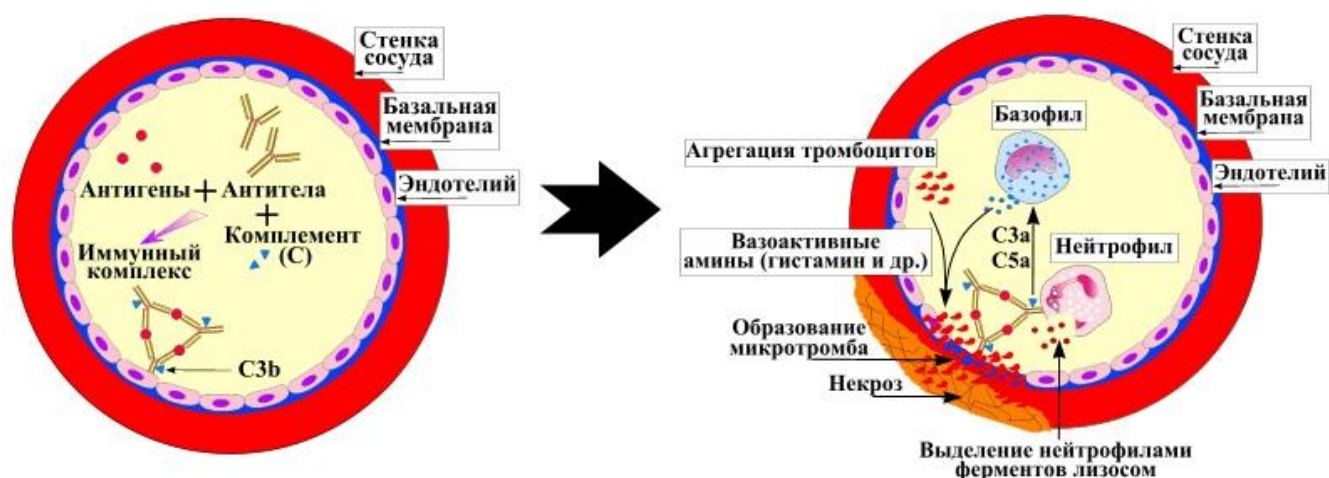 Стенка
сосуда
Базальная
мембрана
Эндотелий
Антигены + Антитела
+
Комплемент
(С)
Иммунный
комплекс
C3b
Стенка
сосуда
Базальная
мембрана
Эндотелий
Базофил
Агрегация тромбоцитов
Вазоактивные
амины (гистамин и др.)
C3a
C5a
Нейтрофил
Образование
микротромба
Некроз
Выделение нейтрофилами
ферментов лизосом